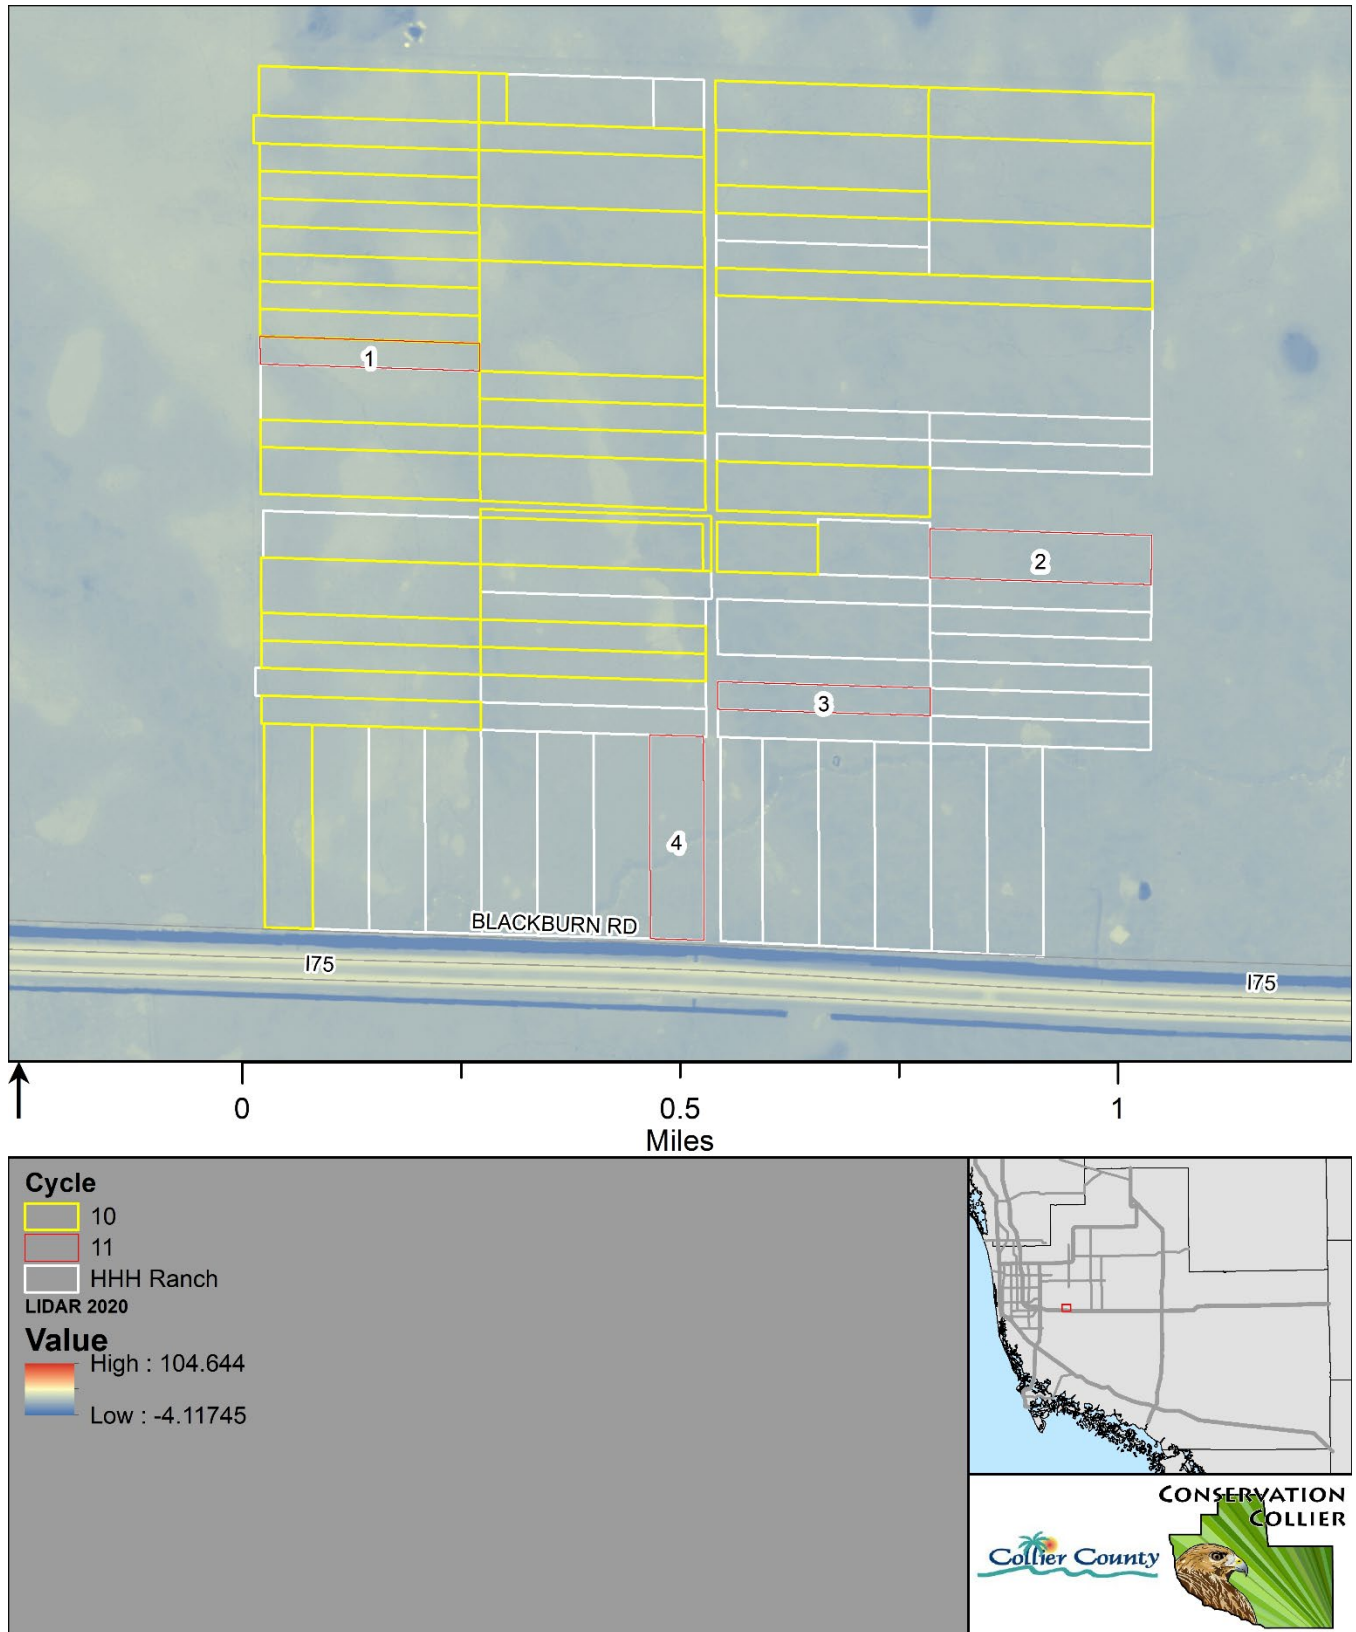 1
2
3
4
BLACKBURN RD
I75
I75
0
0.5
1
Miles
Cycle
10
11
HHH Ranch
LIDAR 2020
Value
High : 104.644
Low : -4.11745
CONSERVATION
COLLIER
Collier County